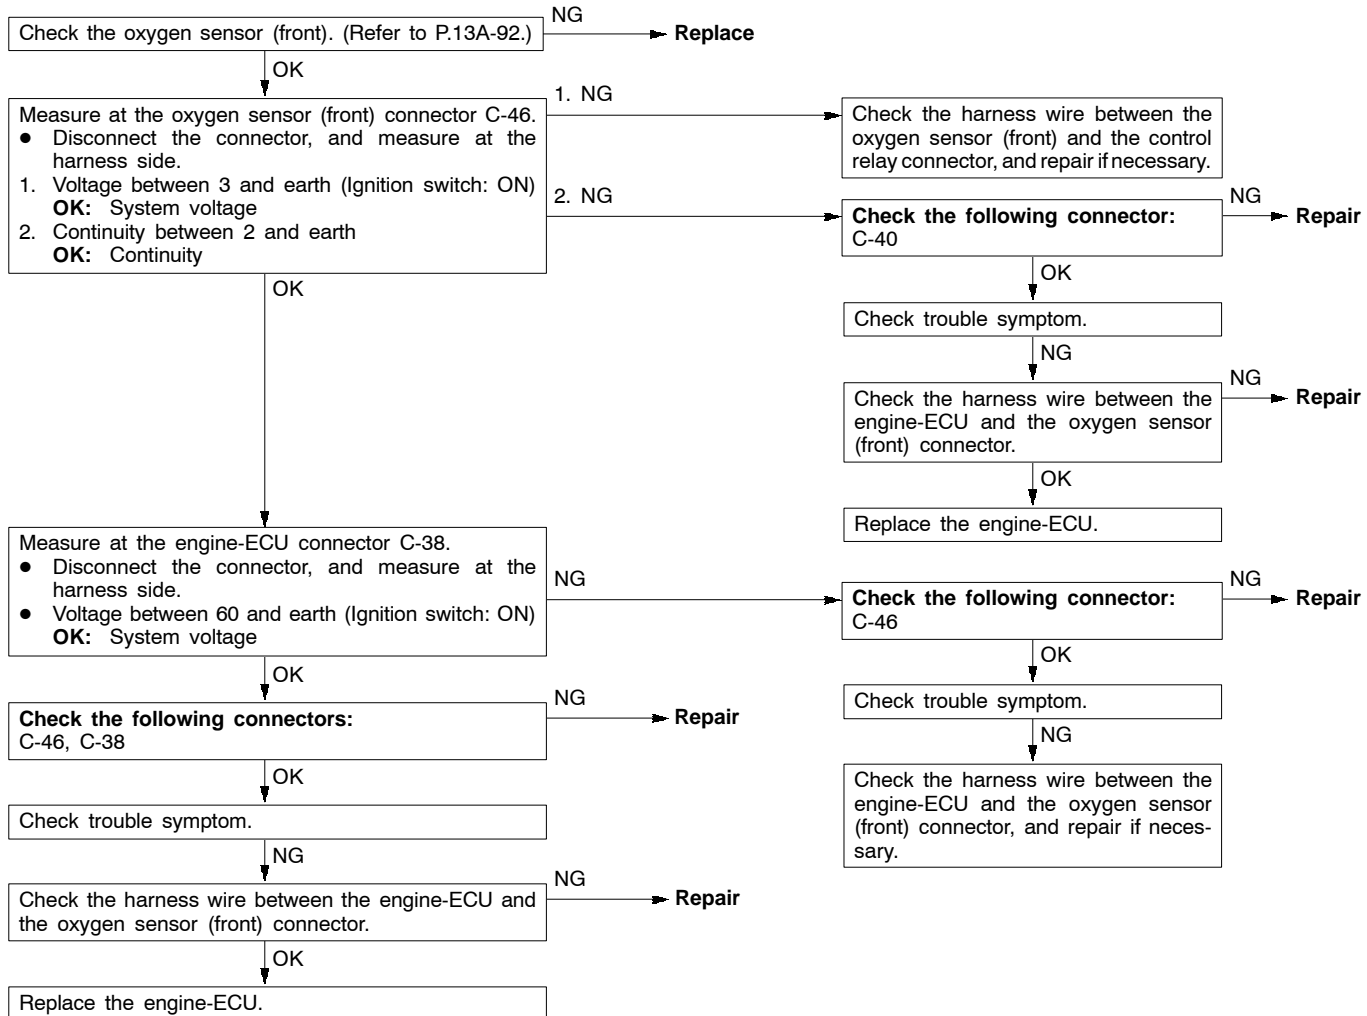 Check the oxygen sensor (front). (Refer to P.13A-92.)
NG
Replace
OK
Measure at the oxygen sensor (front) connector C-46.
● Disconnect the connector, and measure at the
harness side.
1. Voltage between 3 and earth (Ignition switch: ON)
OK: System voltage
2. Continuity between 2 and earth
OK: Continuity
1. NG
Check the harness wire between the
oxygen sensor (front) and the control
relay connector, and repair if necessary.
2. NG
Check the following connector:
C-40
NG
Repair
OK
Check trouble symptom.
NG
Check the harness wire between the
engine-ECU and the oxygen sensor
(front) connector.
NG
Repair
OK
Replace the engine-ECU.
OK
Measure at the engine-ECU connector C-38.
● Disconnect the connector, and measure at the
harness side.
● Voltage between 60 and earth (Ignition switch: ON)
OK: System voltage
NG
Check the following connector:
C-46
NG
Repair
OK
Check trouble symptom.
NG
Check the harness wire between the
engine-ECU and the oxygen sensor
(front) connector, and repair if neces-
sary.
OK
Check the following connectors:
C-46, C-38
NG
Repair
OK
Check trouble symptom.
NG
Check the harness wire between the engine-ECU and
the oxygen sensor (front) connector.
NG
Repair
OK
Replace the engine-ECU.